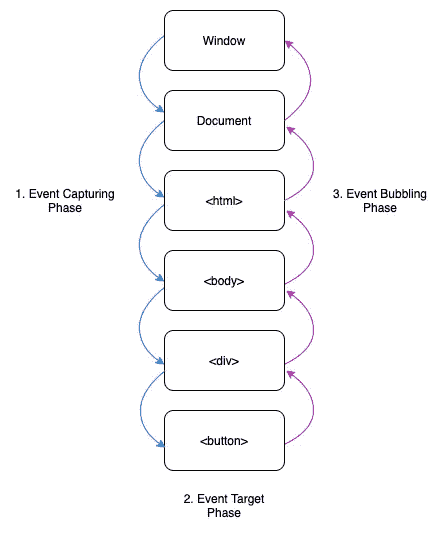 Window
Document
1. Event Capturing
Phase
<html>
3. Event Bubbling
Phase
<body>
<div>
<button>
2. Event Target
Phase